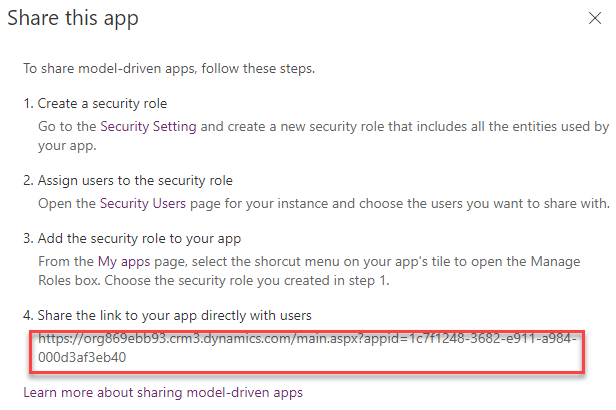 Share this app
To share model-driven apps, follow these steps.
1. Create a security role
Go to the Security Setting and create a new security role that includes all the entities used by
your app.
2. Assign users to the security role
Open the Security Users page for your instance and choose the users you want to share with.
3. Add the security role to your app
From the My apps page, select the shorcut menu on your app's tile to open the Manage
Roles box. Choose the security role you created in step 1.
4. Share the link to your app directly with users
https://org869ebb93.crm3.dynamics.com/main.aspx?appid=1c7f1248-3682-e911-a984-
000d3af3eb40
Learn more about sharing model-driven apps